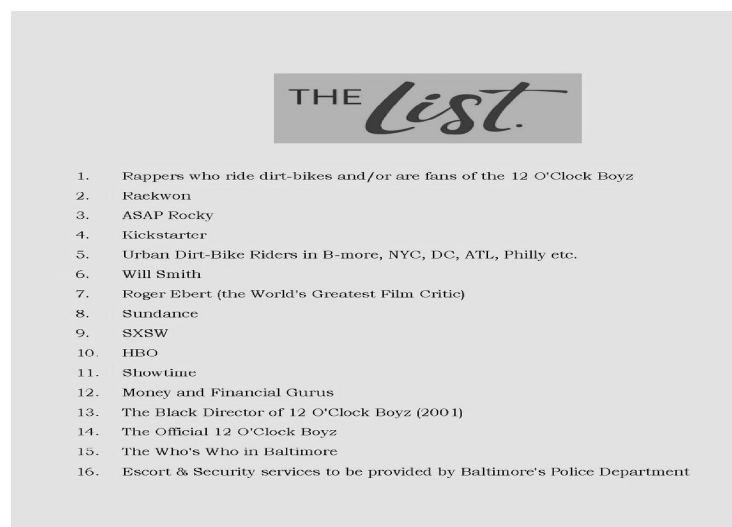 THE List.
1. Rappers who ride dirt-bikes and/or are fans of the 12 O'Clock Boyz
2. Raekwon
3. ASAP Rocky
4. Kickstarter
5. Urban Dirt-Bike Riders in B-more, NYC, DC, ATL, Philly etc.
6. Will Smith
7. Roger Ebert (the World's Greatest Film Critic)
8. Sundance
9. SXSW
10. HBO
11. Showtime
12. Money and Financial Gurus
13. The Black Director of 12 O'Clock Boyz (2001)
14. The Official 12 O'Clock Boyz
15. The Who's Who in Baltimore
16. Escort & Security services to be provided by Baltimore's Police Department